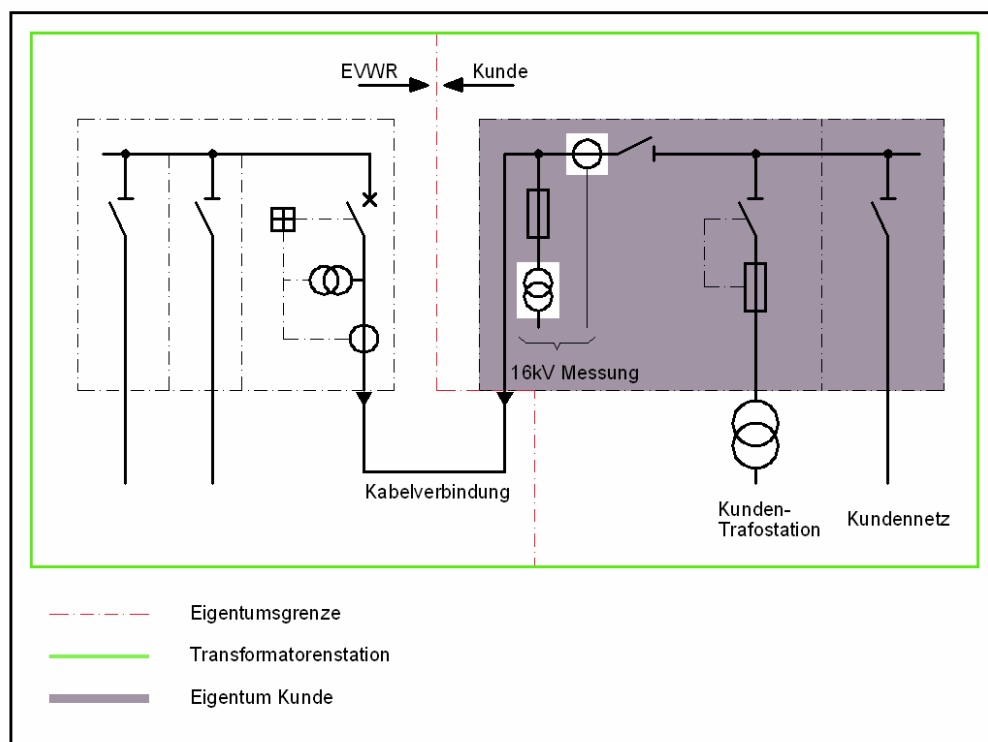 EVWR
Kunde
16kV Messung
Kabelverbindung
Kunden-
Trafostation
Kundennetz
Eigentumsgrenze
Transformatorenstation
Eigentum Kunde